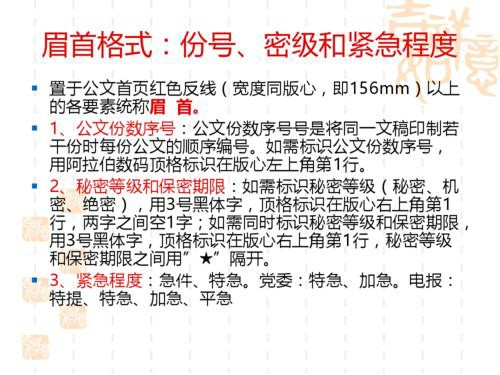 眉首格式：份号、密级和紧急程度
置于公文首页红色反线（宽度同版心，即156mm）以上
的各要素统称眉 首。
1、公文份数序号：公文份数序号号是将同一文稿印制若
干份时每份公文的顺序编号。如需标识公文份数序号，
用阿拉伯数码顶格标识在版心左上角第1行。
2、秘密等级和保密期限：如需标识秘密等级（秘密、机
密、绝密），用3号黑体字，顶格标识在版心右上角第1
行，两字之间空1字；如需同时标识秘密等级和保密期限，
用3号黑体字，顶格标识在版心右上角第1行，秘密等级
和保密期限之间用”★”隔开。
3、紧急程度：急件、特急。党委：特急、加急。电报：
特提、特急、加急、平急